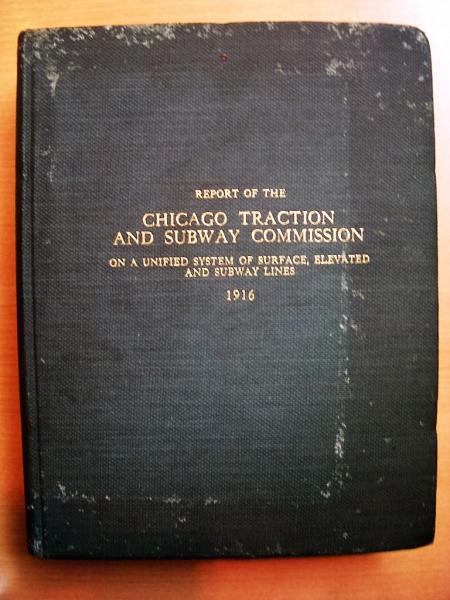 REPORT OF THE
CHICAGO TRACTION
AND SUBWAY COMMISSION
ON A UNIFIED SYSTEM OF SURFACE, ELEVATED
AND SUBWAY LINES
1916